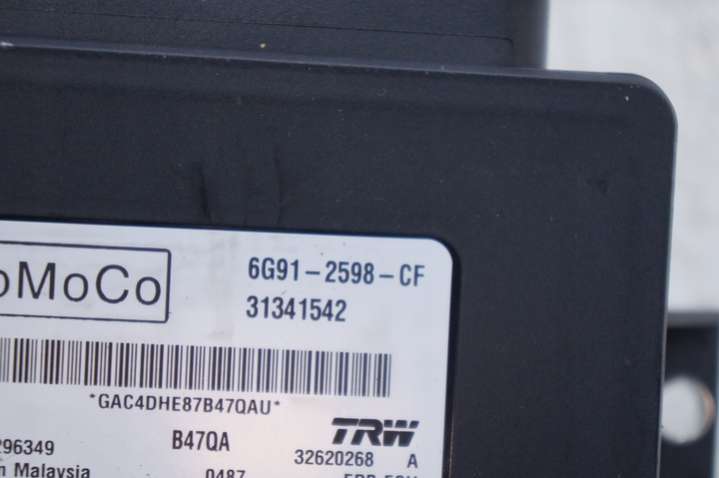 oMoCo
6G91-2598-CF
31341542
*GAC4DHE87B47QAU*
296349 B47QA TRW
32620268 A
Malaysia 0487